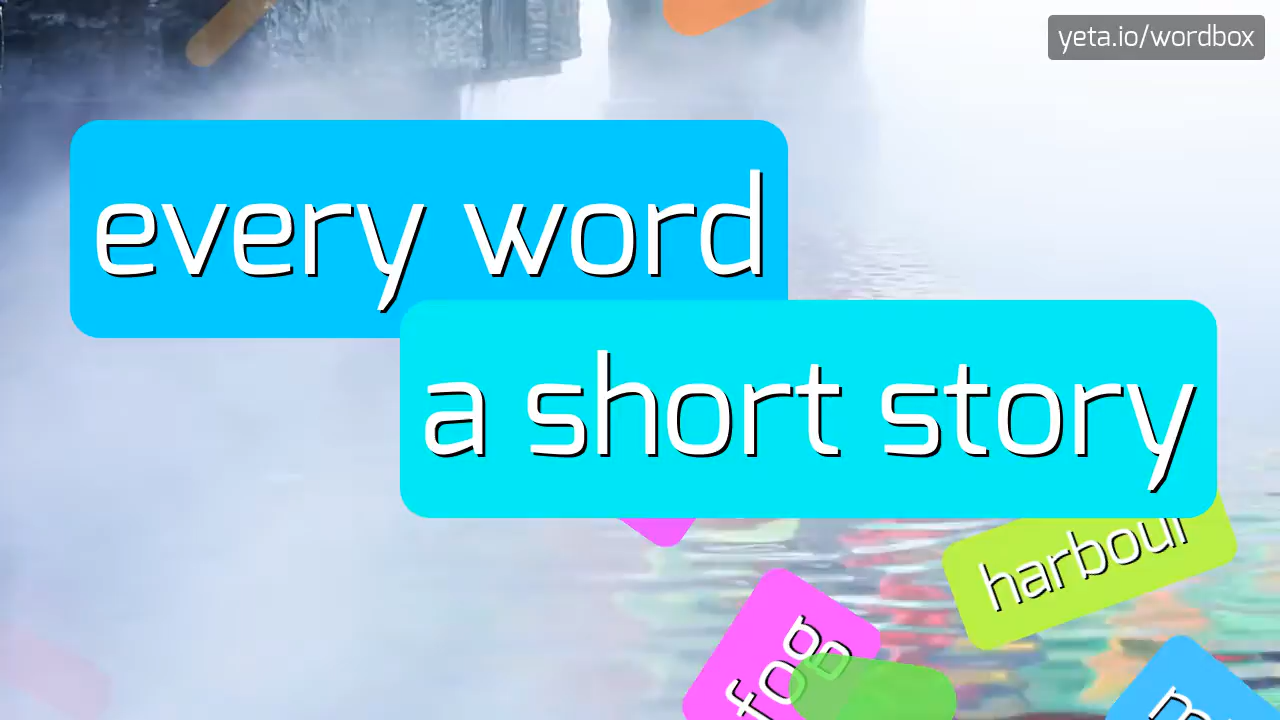 yeta.io/wordbox
every word
a short story
harbour
fog